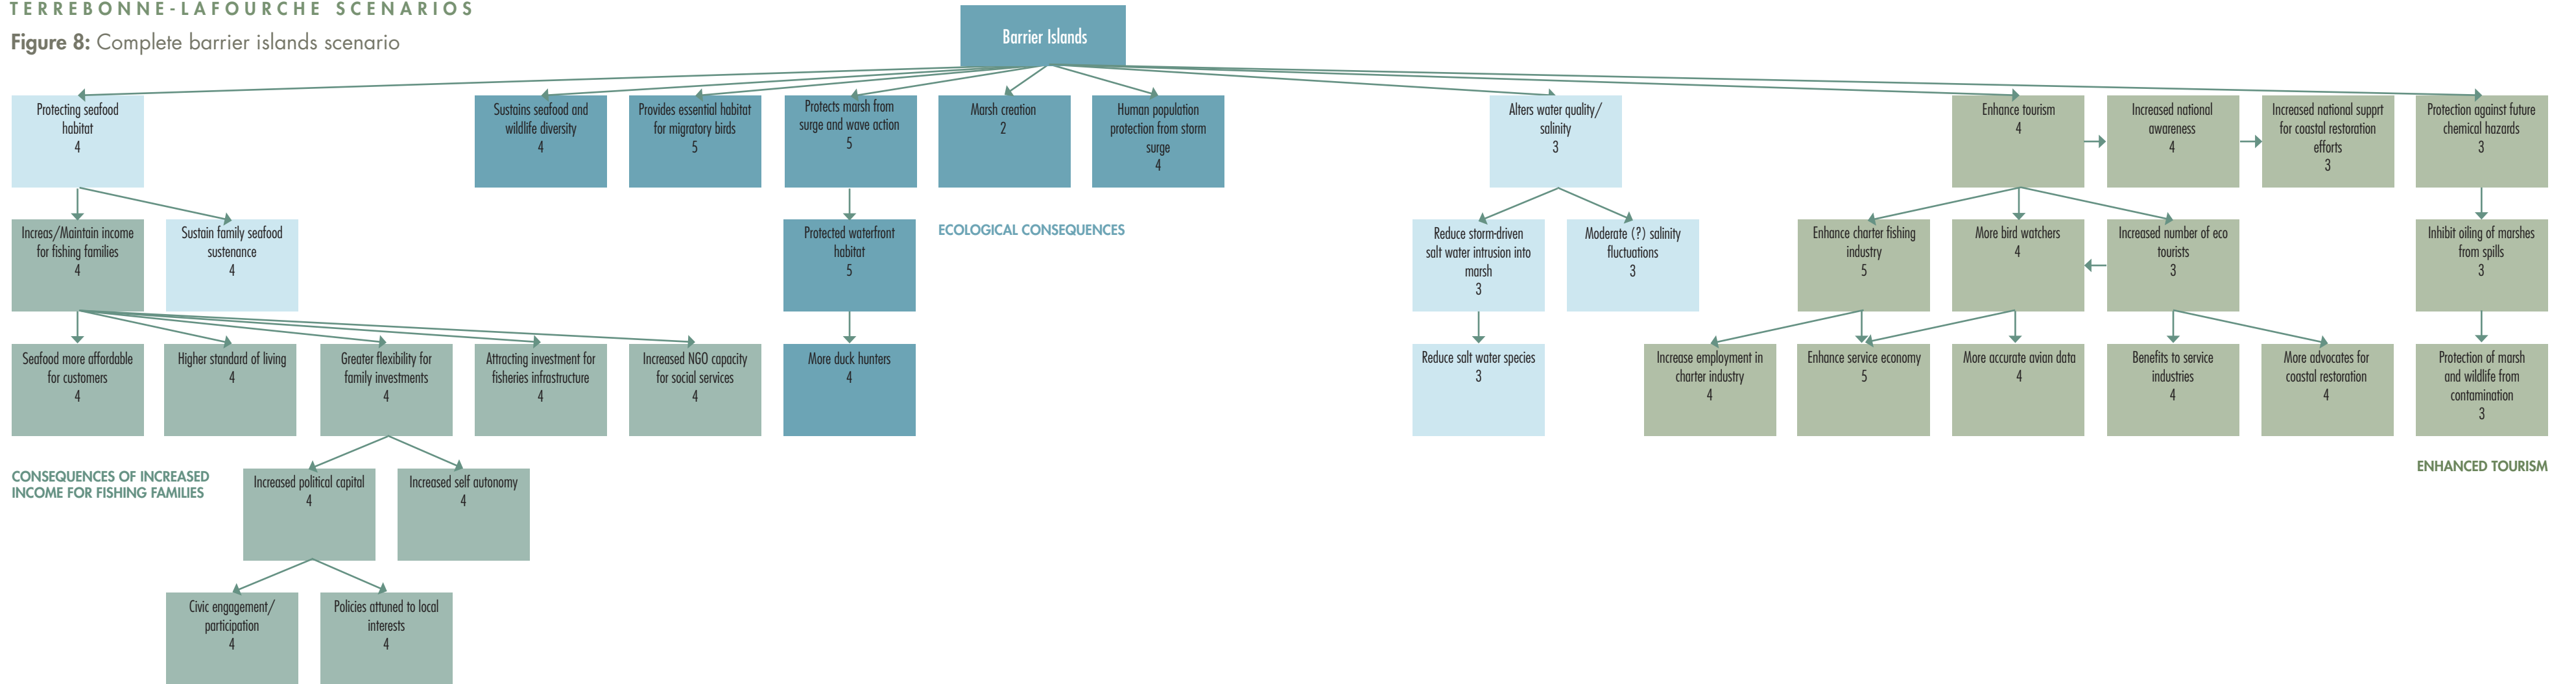 TERREBONNE-LAFOURCHE SCENARIOS
Figure 8: Complete barrier islands scenario
Barrier Islands
Protecting seafood
habitat
4
Sustains seafood and
wildlife diversity
4
Provides essential habitat
for migratory birds
5
Protects marsh from
surge and wave action
5
Marsh creation
2
Human population
protection from storm
surge
4
Alters water quality/
salinity
3
Enhance tourism
4
Increased national
awareness
4
Increased national supprt
for coastal restoration
efforts
3
Protection against future
chemical hazards
3
Increas/Maintain income
for fishing families
4
Sustain family seafood
sustenance
4
Protected waterfront
habitat
5
ECOLOGICAL CONSEQUENCES
Reduce storm-driven
salt water intrusion into
marsh
3
Moderate (?) salinity
fluctuations
3
Enhance charter fishing
industry
5
More bird watchers
4
Increased number of eco
tourists
3
Inhibit oiling of marshes
from spills
3
Seafood more affordable
for customers
4
Higher standard of living
4
Greater flexibility for
family investments
4
Attracting investment for
fisheries infrastructure
4
Increased NGO capacity
for social services
4
More duck hunters
4
Reduce salt water species
3
Increase employment in
charter industry
4
Enhance service economy
5
More accurate avian data
4
Benefits to service
industries
4
More advocates for
coastal restoration
4
Protection of marsh
and wildlife from
contamination
3
CONSEQUENCES OF INCREASED
INCOME FOR FISHING FAMILIES
Increased political capital
4
Increased self autonomy
4
ENHANCED TOURISM
Civic engagement/
participation
4
Policies attuned to local
interests
4